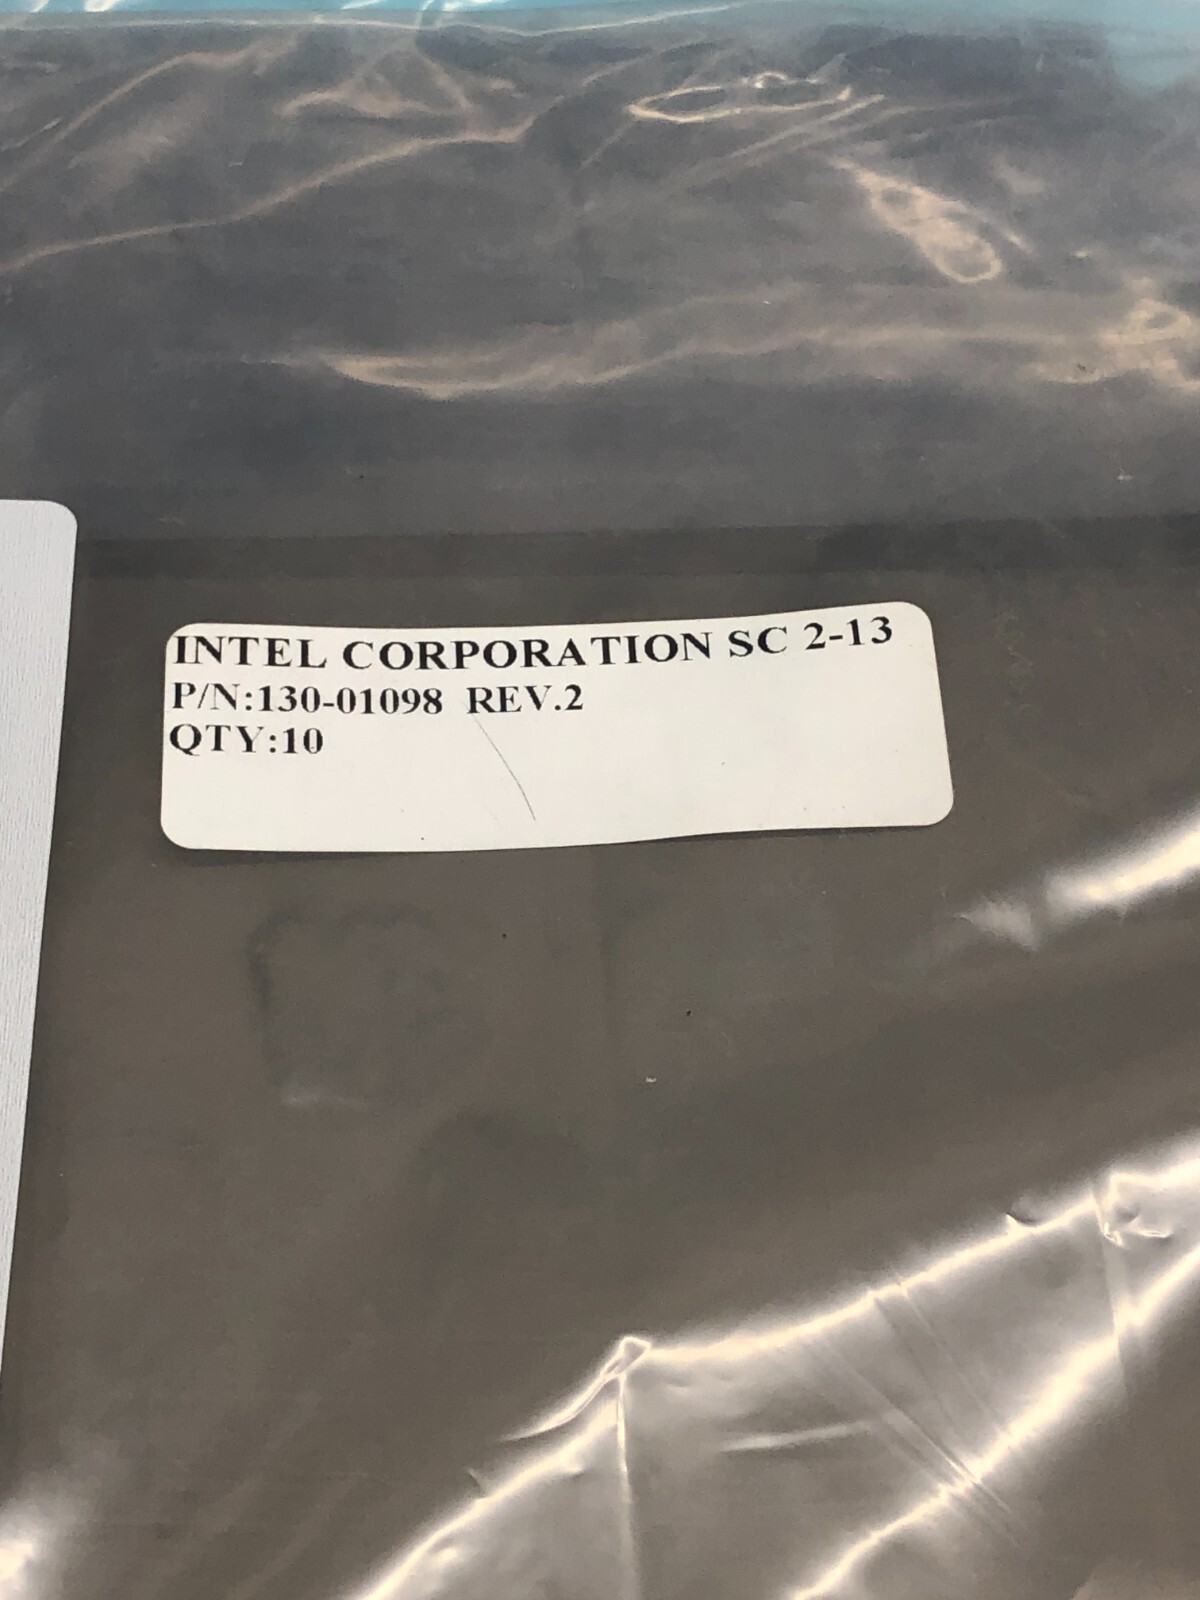 INTEL CORPORATION SC 2-13
P/N:130-01098 REV.2
QTY:10